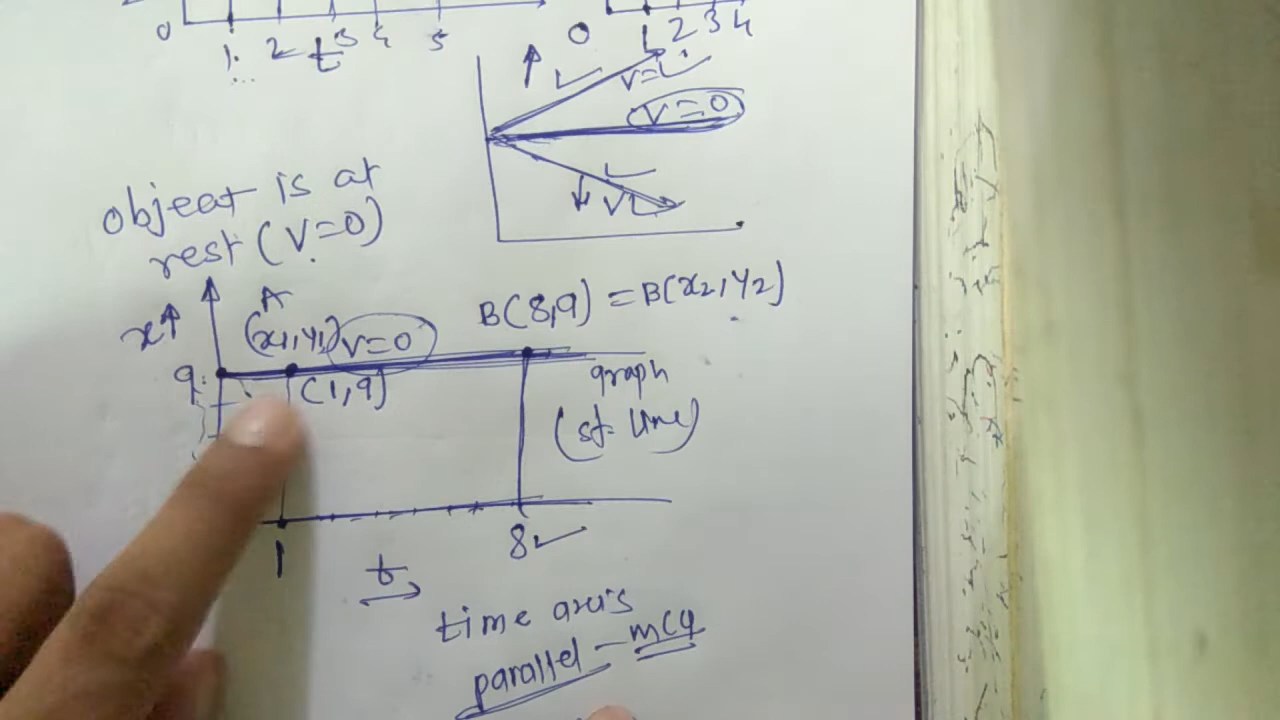 0 1 2 t 3 4 5
0 1 2 3 4
V=
V=0
V
object is at
rest (V=0)
x↑
A
(x1,y1) V=0
B(8,9) = B(x2,y2)
9
(1,9)
graph
(st. line)
1
8
t
time axis
parallel - MCQ